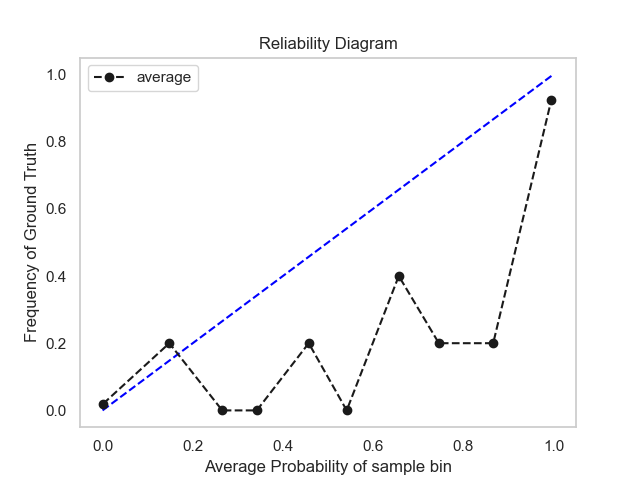 Reliability Diagram
average
1.0
0.8
0.6
0.4
0.2
0.0
Frequency of Ground Truth
0.0 0.2 0.4 0.6 0.8 1.0
Average Probability of sample bin